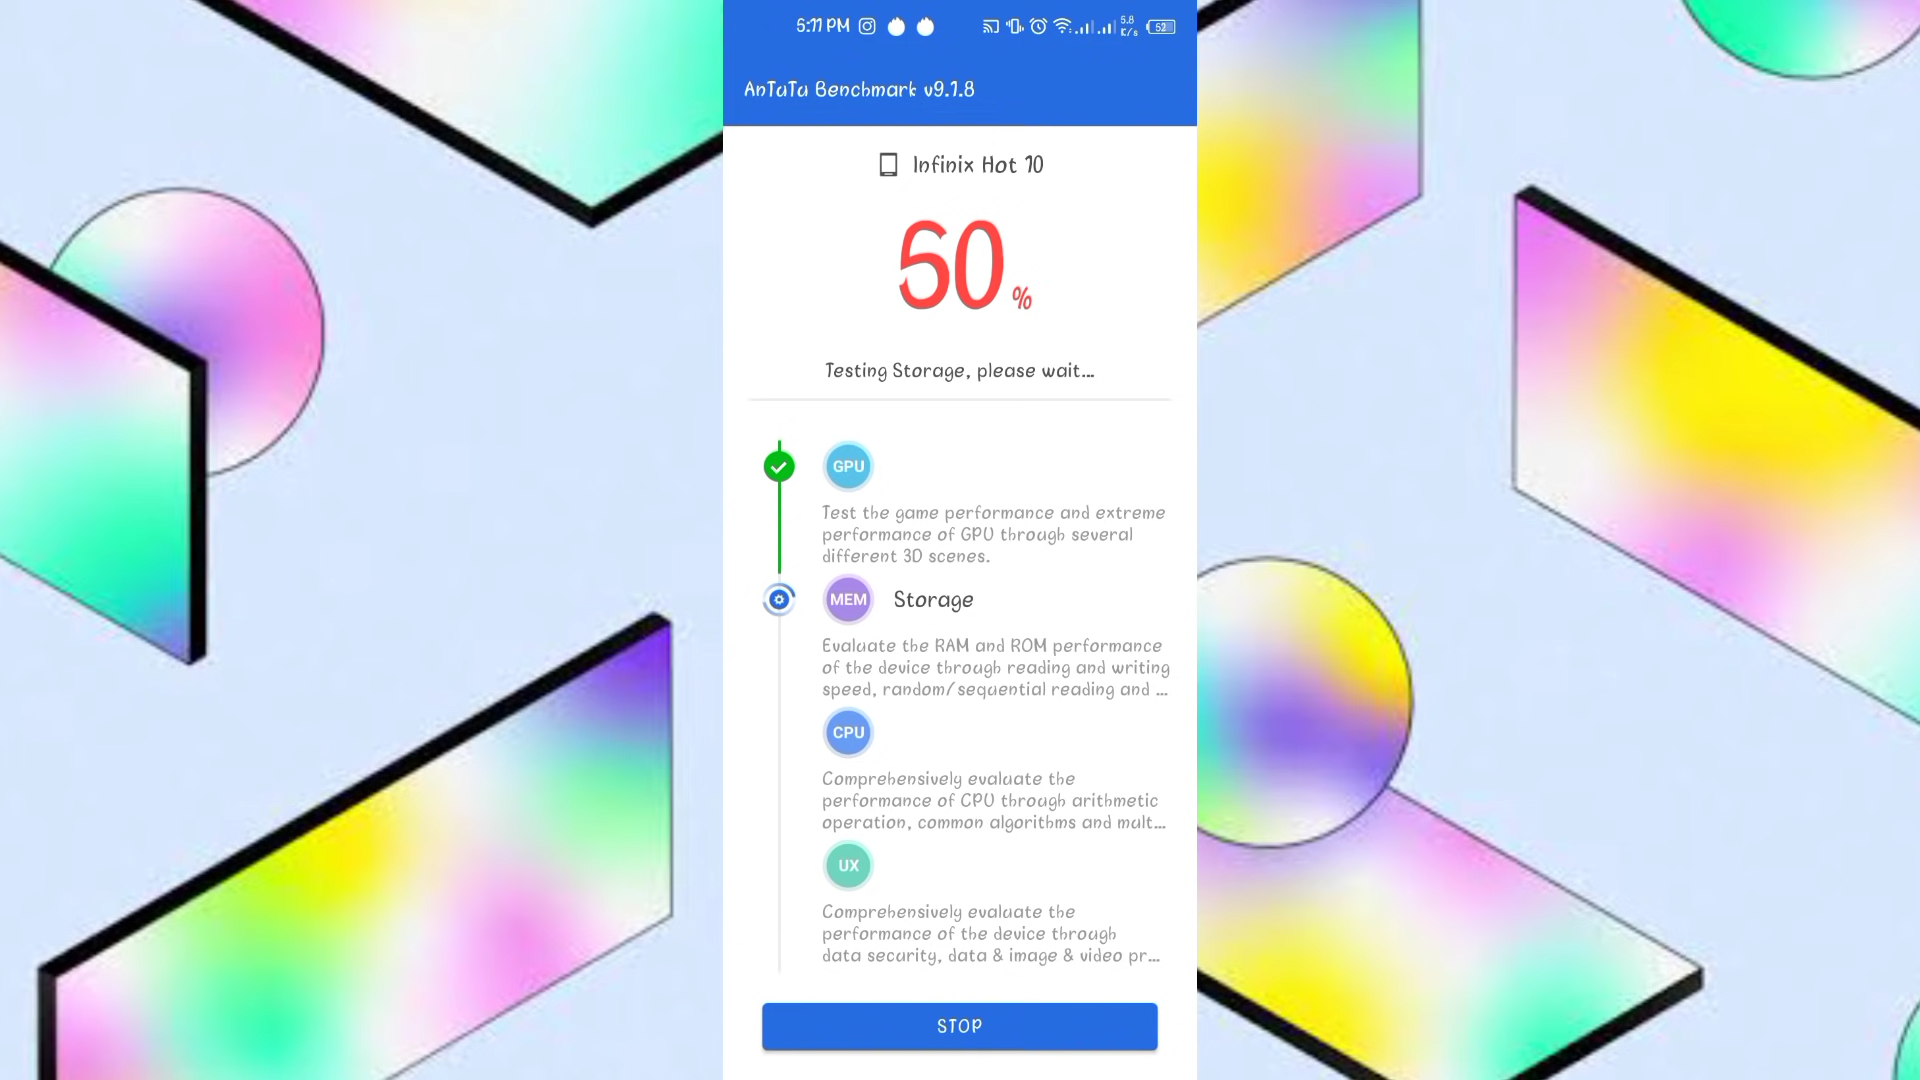 5:11 PM
5.8
K/s
52
AnTuTu Benchmark v9.1.8
Infinix Hot 10
50 %
Testing Storage, please wait...
GPU
Test the game performance and extreme
performance of GPU through several
different 3D scenes.
MEM Storage
Evaluate the RAM and ROM performance
of the device through reading and writing
speed, random/sequential reading and ...
CPU
Comprehensively evaluate the
performance of CPU through arithmetic
operation, common algorithms and mult...
UX
Comprehensively evaluate the
performance of the device through
data security, data & image & video pr...
STOP